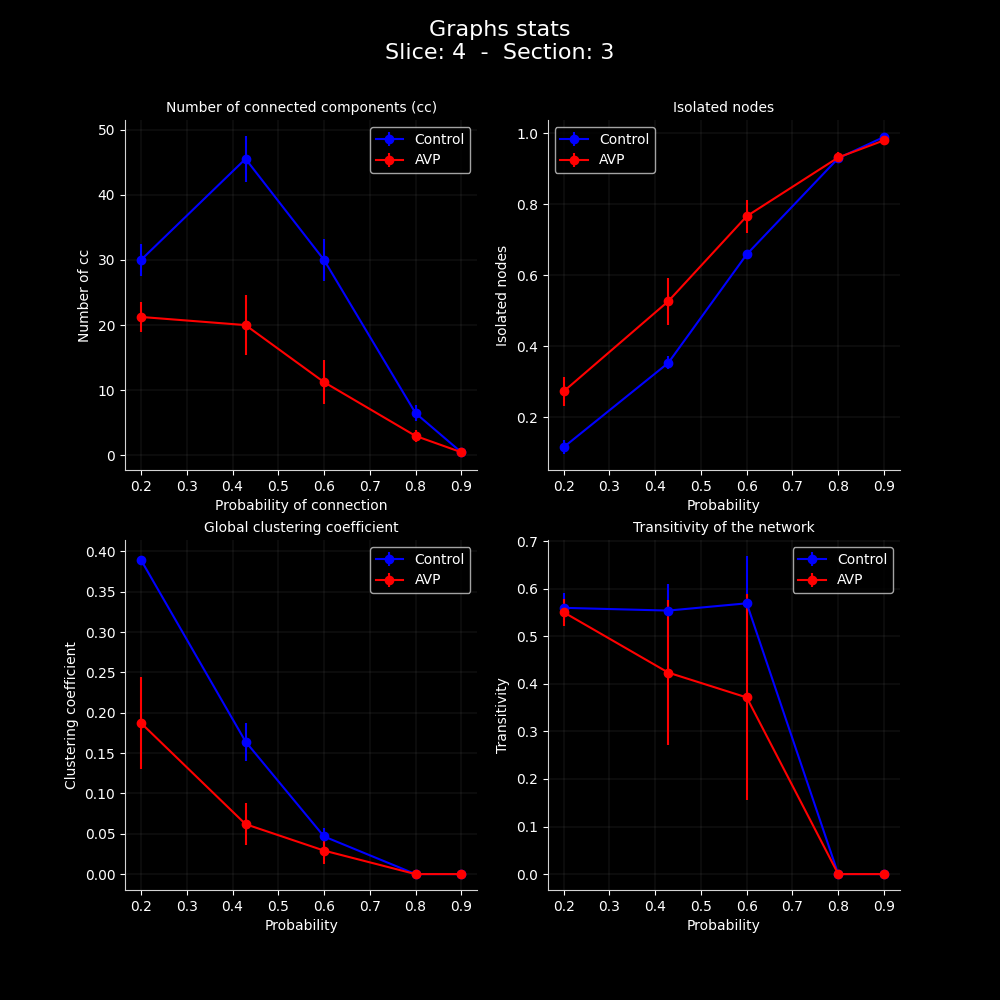 Graphs stats
Slice: 4 - Section: 3
Number of connected components (cc)
50
40
30
20
10
0
Number of cc
0.2 0.3 0.4 0.5 0.6 0.7 0.8 0.9
Probability of connection
Control
AVP
Isolated nodes
1.0
0.8
0.6
0.4
0.2
Isolated nodes
0.2 0.3 0.4 0.5 0.6 0.7 0.8 0.9
Probability
Control
AVP
Global clustering coefficient
0.40
0.35
0.30
0.25
0.20
0.15
0.10
0.05
0.00
Clustering coefficient
0.2 0.3 0.4 0.5 0.6 0.7 0.8 0.9
Probability
Control
AVP
Transitivity of the network
0.7
0.6
0.5
0.4
0.3
0.2
0.1
0.0
Transitivity
0.2 0.3 0.4 0.5 0.6 0.7 0.8 0.9
Probability
Control
AVP